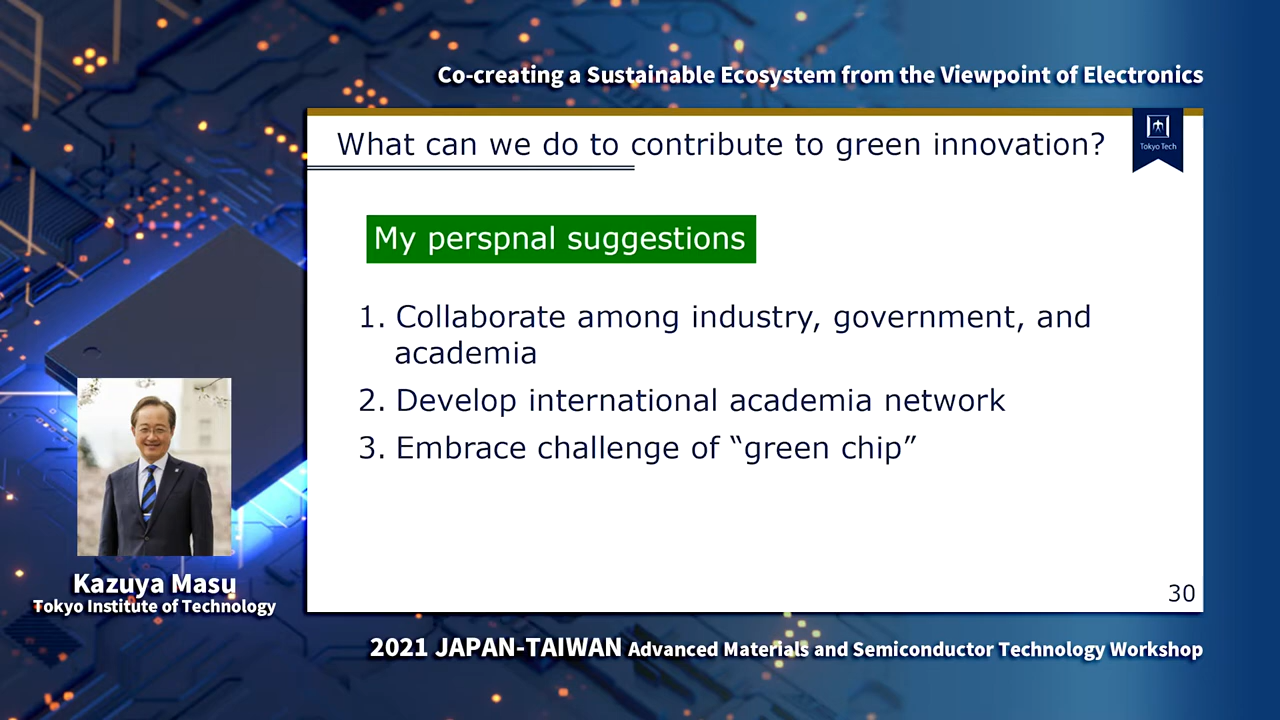 Co-creating a Sustainable Ecosystem from the Viewpoint of Electronics
What can we do to contribute to green innovation?
Tokyo Tech
My perspnal suggestions
1. Collaborate among industry, government, and
academia
2. Develop international academia network
3. Embrace challenge of “green chip”
30
Kazuya Masu
Tokyo Institute of Technology
2021 JAPAN-TAIWAN Advanced Materials and Semiconductor Technology Workshop